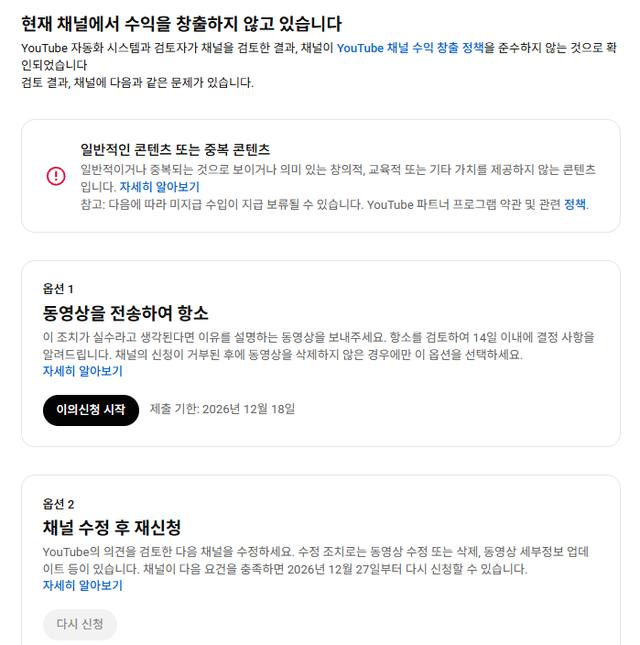 현재 채널에서 수익을 창출하지 않고 있습니다
YouTube 자동화 시스템과 검토자가 채널을 검토한 결과, 채널이 YouTube 채널 수익 창출 정책을 준수하지 않는 것으로 확
인되었습니다
검토 결과, 채널에 다음과 같은 문제가 있습니다.
일반적인 콘텐츠 또는 중복 콘텐츠
일반적이거나 중복되는 것으로 보이거나 의미 있는 창의적, 교육적 또는 기타 가치를 제공하지 않는 콘텐츠
입니다. 자세히 알아보기
참고: 다음에 따라 미지급 수입이 지급 보류될 수 있습니다. YouTube 파트너 프로그램 약관 및 관련 정책.
옵션 1
동영상을 전송하여 항소
이 조치가 실수라고 생각된다면 이유를 설명하는 동영상을 보내주세요. 항소를 검토하여 14일 이내에 결정 사항을
알려드립니다. 채널의 신청이 거부된 후에 동영상을 삭제하지 않은 경우에만 이 옵션을 선택하세요.
자세히 알아보기
이의신청 시작 제출 기한: 2026년 12월 18일
옵션 2
채널 수정 후 재신청
YouTube의 의견을 검토한 다음 채널을 수정하세요. 수정 조치로는 동영상 수정 또는 삭제, 동영상 세부정보 업데
이트 등이 있습니다. 채널이 다음 요건을 충족하면 2026년 12월 27일부터 다시 신청할 수 있습니다.
자세히 알아보기
다시 신청